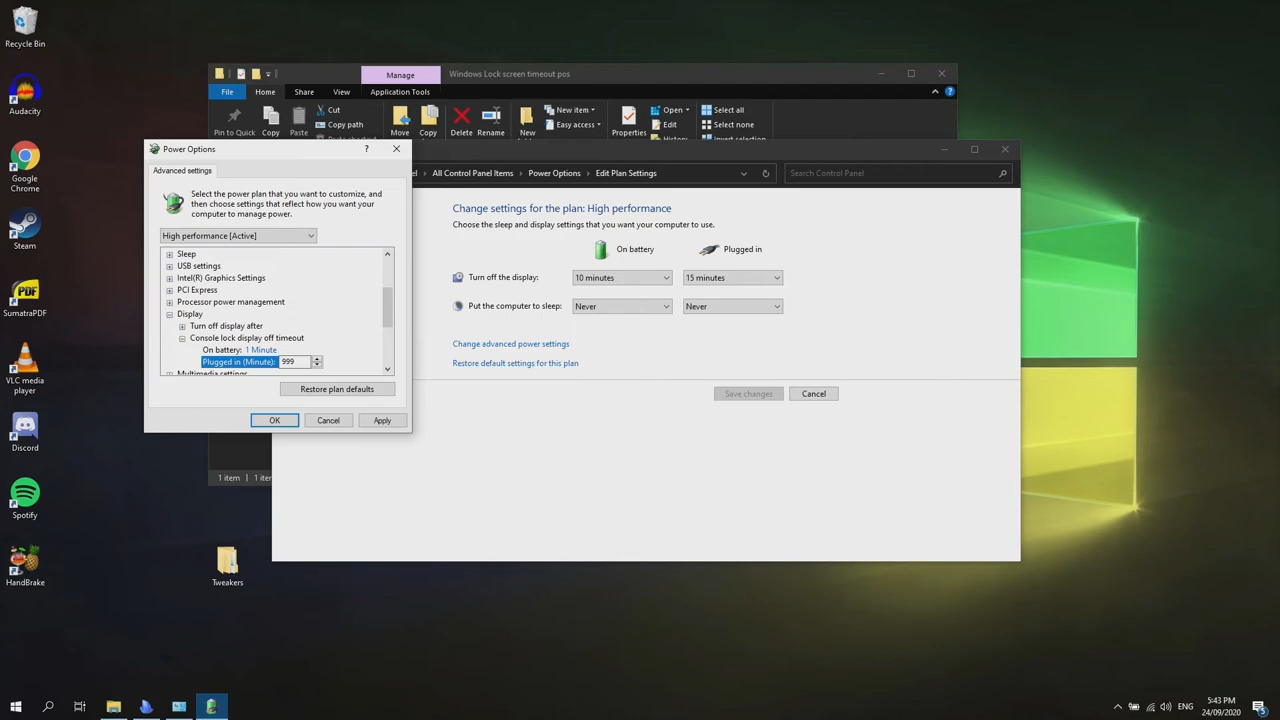 Recycle Bin
Audacity
Google
Chrome
Steam
PDF
SumatraPDF
VLC media
player
Discord
Spotify
HandBrake
Tweakers
Manage
Windows Lock screen timeout pos
File
Home
Share
View
Application Tools
Pin to Quick
Copy
Paste
Cut
Copy path
Paste shortcut
Move
Copy
Delete
Rename
New
New item
Easy access
Properties
Open
Edit
History
Select all
Select none
Invert selection
1 item
1 iter
Power Options
?
Advanced settings
Select the power plan that you want to customize, and
then choose settings that reflect how you want your
computer to manage power.
High performance [Active]
Sleep
USB settings
Intel(R) Graphics Settings
PCI Express
Processor power management
Display
Turn off display after
Console lock display off timeout
On battery: 1 Minute
Plugged in (Minute): 999
Multimedia settings
Restore plan defaults
OK
Cancel
Apply
el
All Control Panel Items
Power Options
Edit Plan Settings
Search Control Panel
Change settings for the plan: High performance
Choose the sleep and display settings that you want your computer to use.
On battery
Plugged in
Turn off the display:
10 minutes
15 minutes
Put the computer to sleep:
Never
Never
Change advanced power settings
Restore default settings for this plan
Save changes
Cancel
ENG
5:43 PM
24/09/2020
5